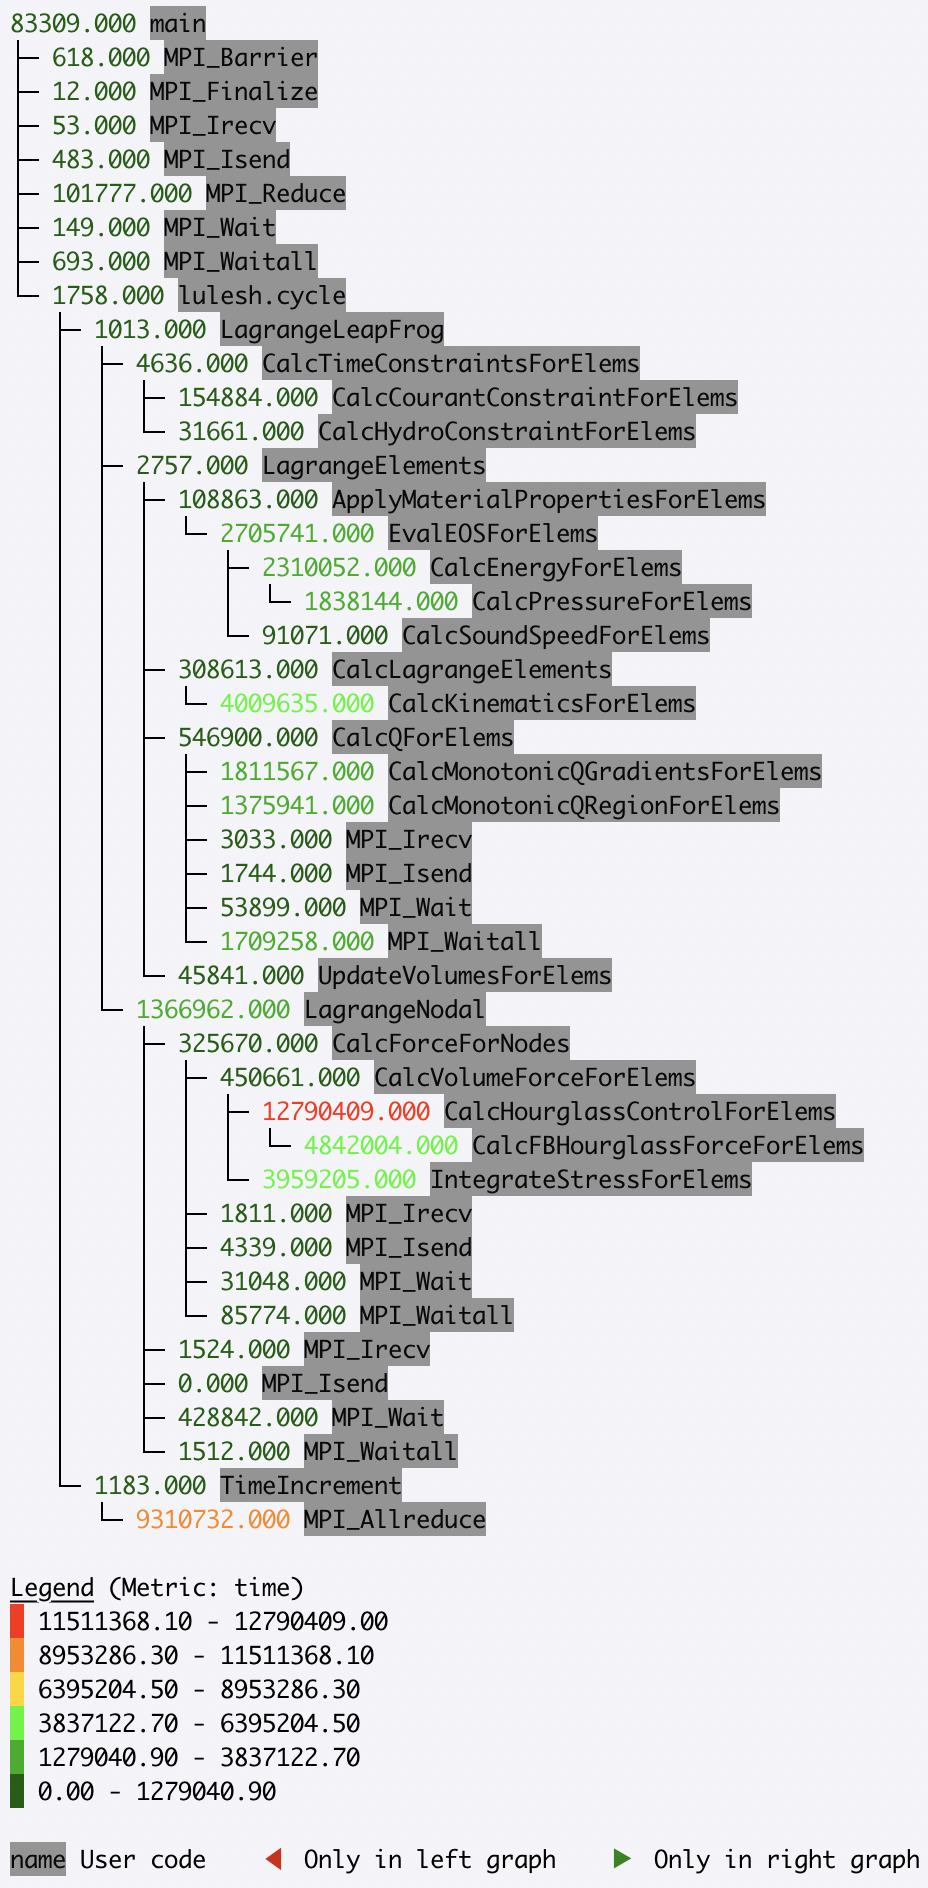 83309.000 main
618.000 MPI_Barrier
12.000 MPI_Finalize
53.000 MPI_Irecv
483.000 MPI_Isend
101777.000 MPI_Reduce
149.000 MPI_Wait
693.000 MPI_Waitall
1758.000 lulesh.cycle
1013.000 LagrangeLeapFrog
4636.000 CalcTimeConstraintsForElems
154884.000 CalcCourantConstraintForElems
31661.000 CalcHydroConstraintForElems
2757.000 LagrangeElements
108863.000 ApplyMaterialPropertiesForElems
2705741.000 EvalEOSForElems
2310052.000 CalcEnergyForElems
1838144.000 CalcPressureForElems
91071.000 CalcSoundSpeedForElems
308613.000 CalcLagrangeElements
4009635.000 CalcKinematicsForElems
546900.000 CalcQForElems
1811567.000 CalcMonotonicQGradientsForElems
1375941.000 CalcMonotonicQRegionForElems
3033.000 MPI_Irecv
1744.000 MPI_Isend
53899.000 MPI_Wait
1709258.000 MPI_Waitall
45841.000 UpdateVolumesForElems
1366962.000 LagrangeNodal
325670.000 CalcForceForNodes
450661.000 CalcVolumeForceForElems
12790409.000 CalcHourglassControlForElems
4842004.000 CalcFBHourglassForceForElems
3959205.000 IntegrateStressForElems
1811.000 MPI_Irecv
4339.000 MPI_Isend
31048.000 MPI_Wait
85774.000 MPI_Waitall
1524.000 MPI_Irecv
0.000 MPI_Isend
428842.000 MPI_Wait
1512.000 MPI_Waitall
1183.000 TimeIncrement
9310732.000 MPI_Allreduce
Legend (Metric: time)
11511368.10 - 12790409.00
8953286.30 - 11511368.10
6395204.50 - 8953286.30
3837122.70 - 6395204.50
1279040.90 - 3837122.70
0.00 - 1279040.90
name User code ◀ Only in left graph ▶ Only in right graph